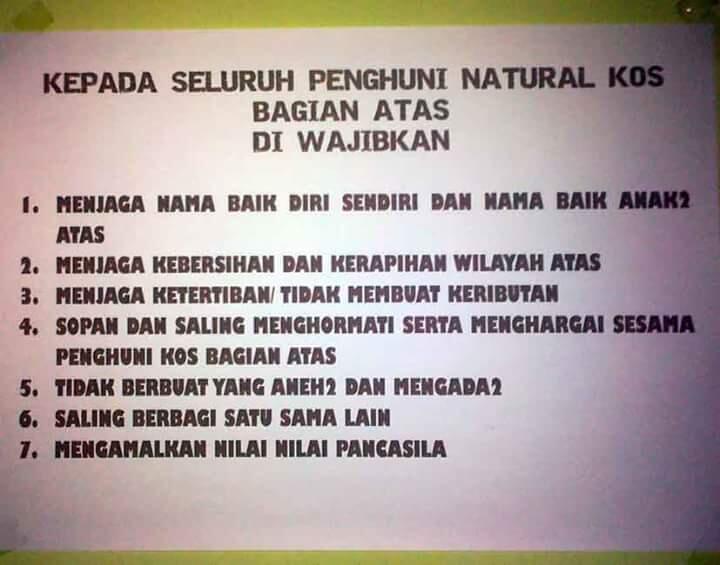 KEPADA SELURUH PENGHUNI NATURAL KOS
BAGIAN ATAS
DI WAJIBKAN
1. MENJAGA NAMA BAIK DIRI SENDIRI DAN NAMA BAIK ANAK2
ATAS
2. MENJAGA KEBERSIHAN DAN KERAPIHAN WILAYAH ATAS
3. MENJAGA KETERTIBAN/ TIDAK MEMBUAT KERIBUTAN
4. SOPAN DAN SALING MENGHORMATI SERTA MENGHARGAI SESAMA
PENGHUNI KOS BAGIAN ATAS
5. TIDAK BERBUAT YANG ANEH2 DAN MENGADA2
6. SALING BERBAGI SATU SAMA LAIN
7. MENGAMALKAN NILAI NILAI PANCASILA